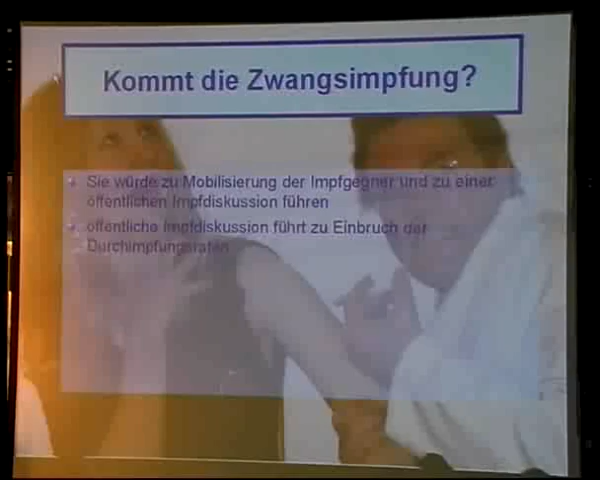 Kommt die Zwangsimpfung?
Sie würde zu Mobilisierung der Impfgegner und zu einer
öffentlichen Impfdiskussion führen
öffentliche Impfdiskussion führt zu Einbruch der
Durchimpfungsraten